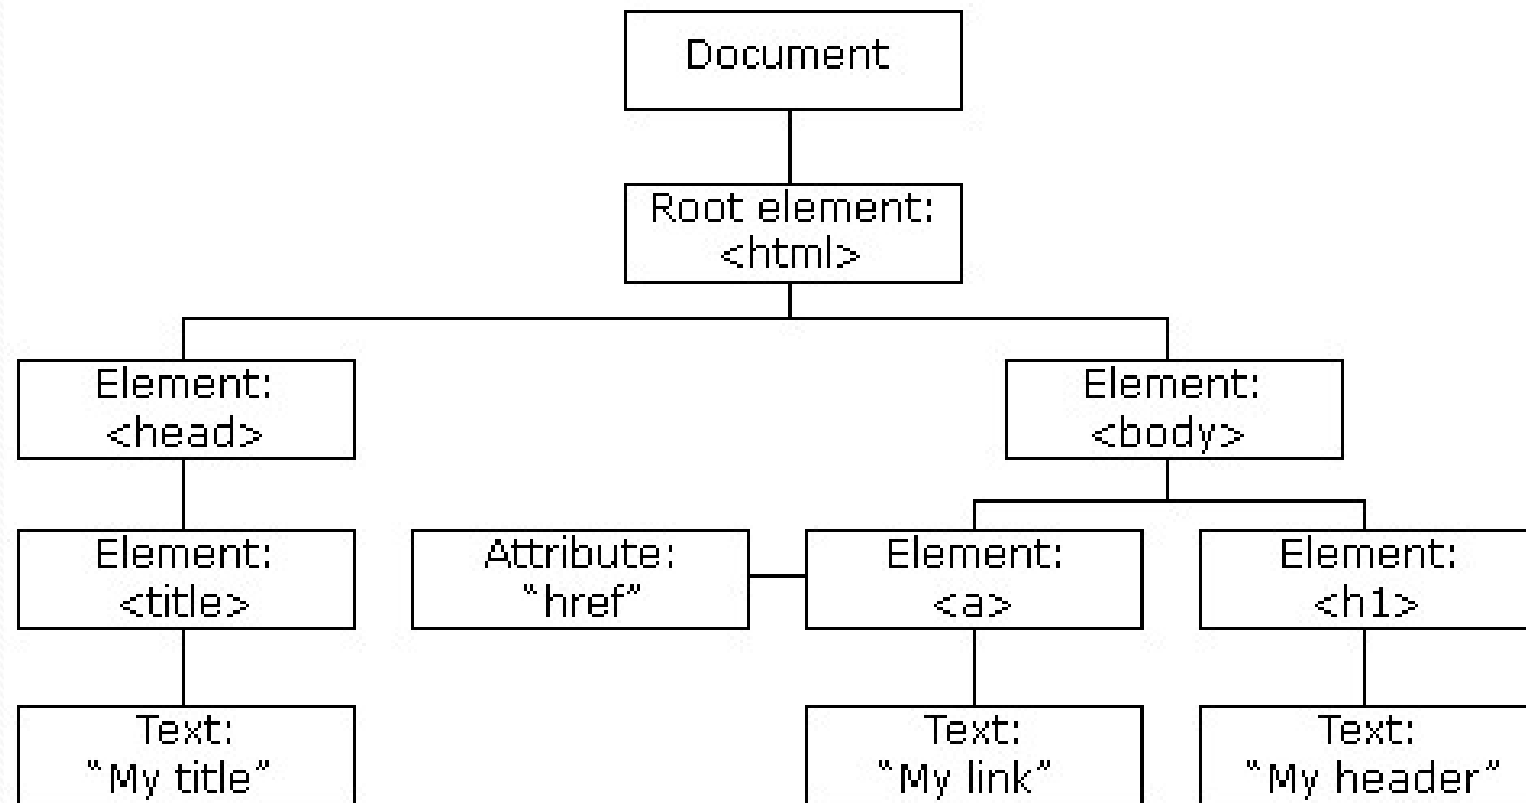 Document
Root element:
<html>
Element:
<head>
Element:
<body>
Element:
<title>
Attribute:
“href”
Element:
<a>
Element:
<h1>
Text:
“My title”
Text:
“My link”
Text:
“My header”